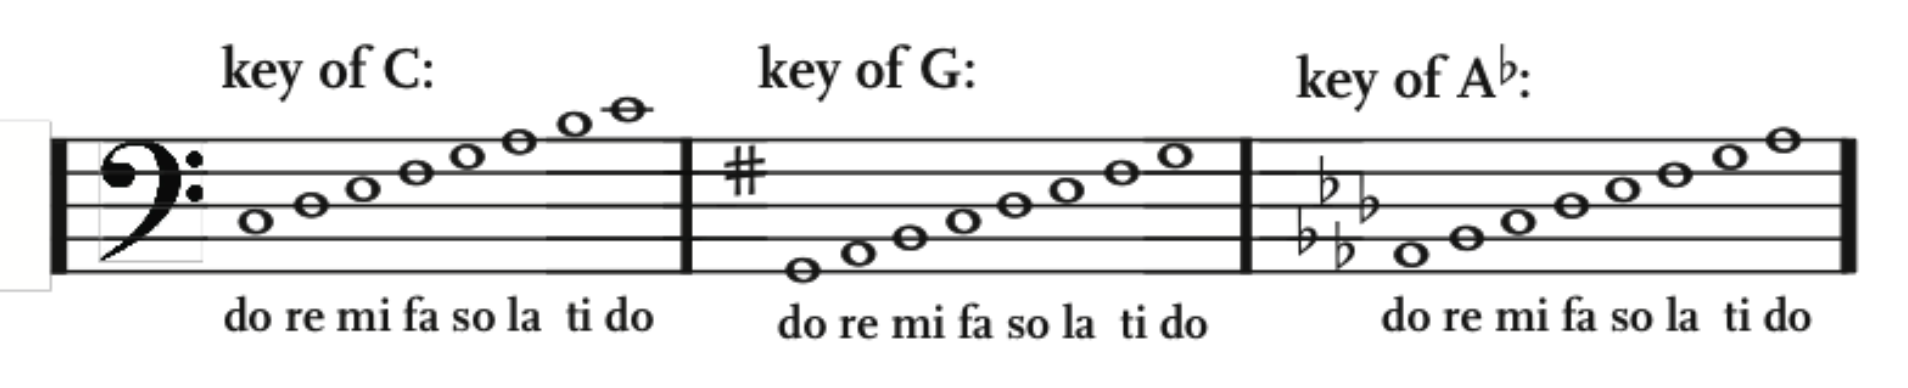 key of C: key of G: key of A♭:
do re mi fa so la ti do do re mi fa so la ti do do re mi fa so la ti do